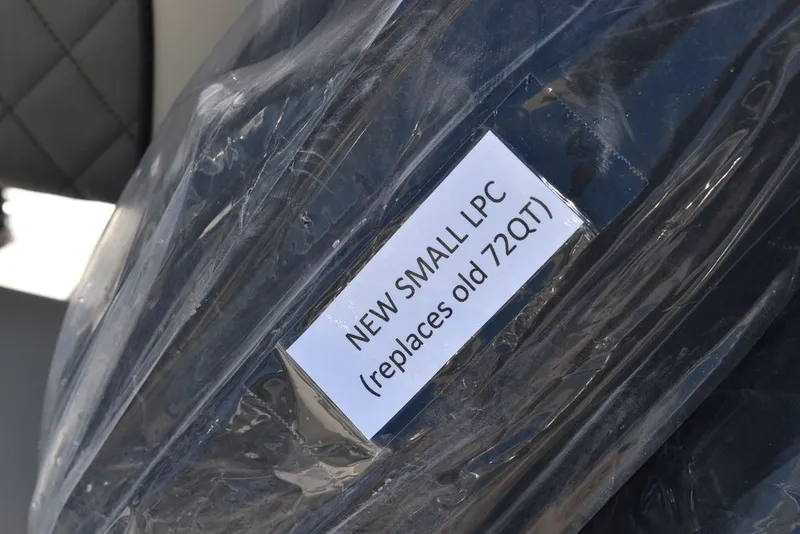 NEW SMALL LPC
(replaces old 72QT)